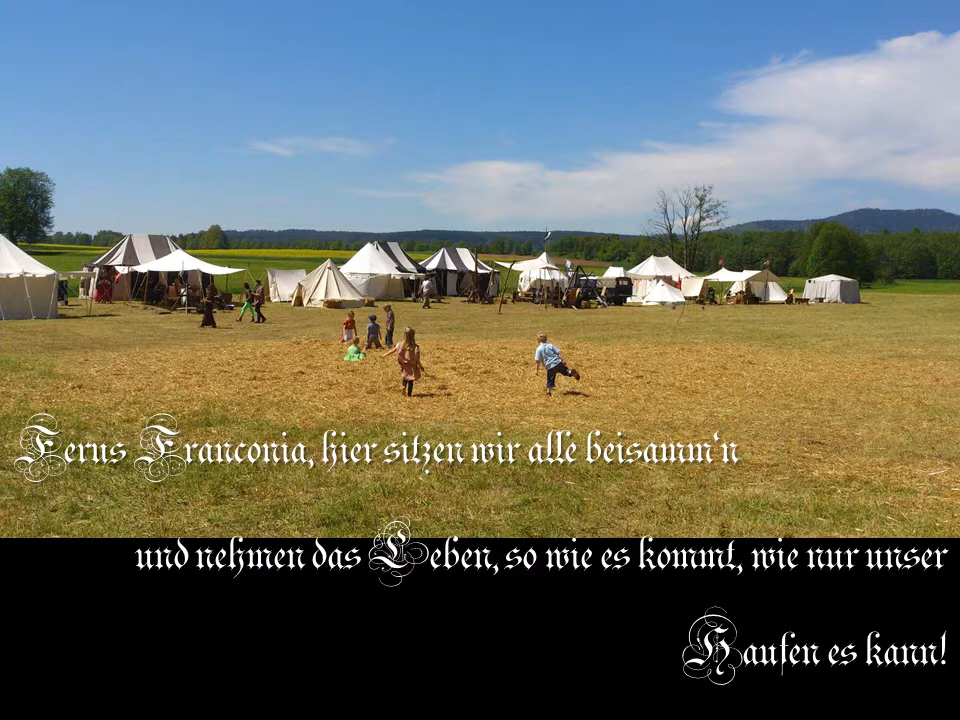 Ferus Franconia, hier sitzen wir allè beisamm'n
und nehmen das Leben, so wie es kommt, wie nur unser
Haufen es kann!